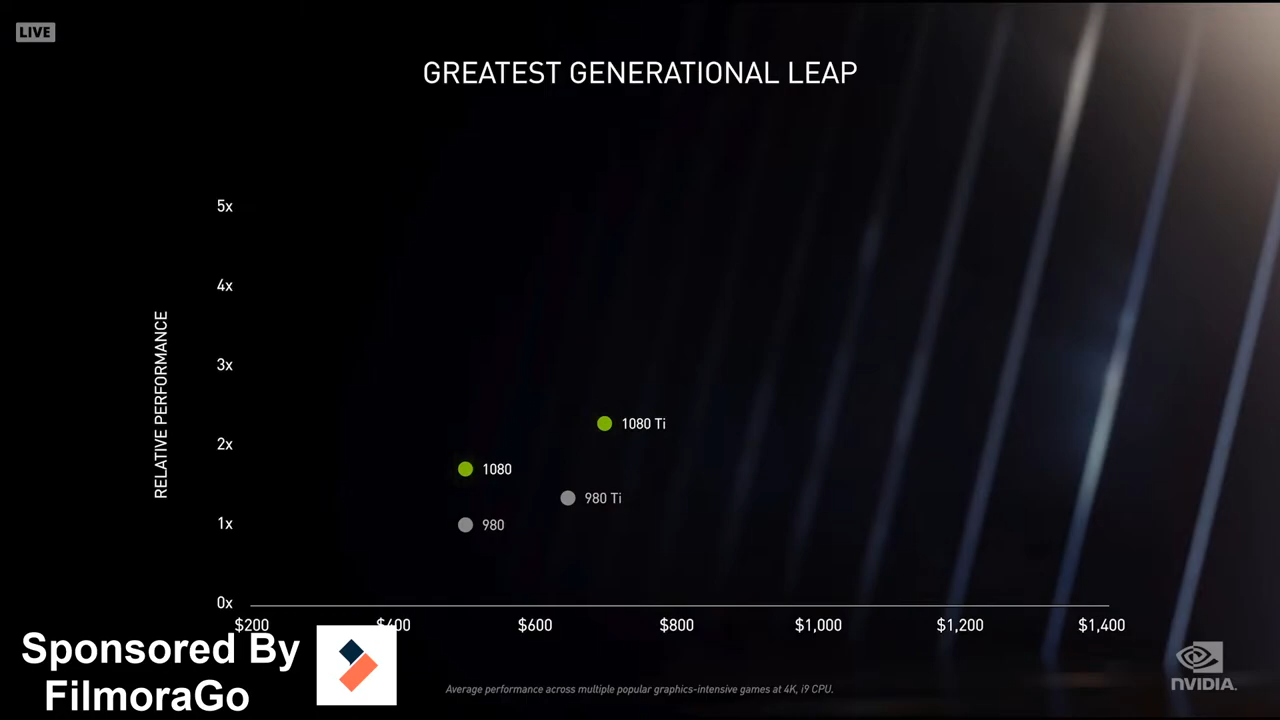 LIVE
GREATEST GENERATIONAL LEAP
RELATIVE PERFORMANCE
5x
4x
3x
2x
1x
0x
1080 Ti
1080
980 Ti
980
$200 $400 $600 $800 $1,000 $1,200 $1,400
Sponsored By
FilmoraGo
Average performance across multiple popular graphics-intensive games at 4K, i9 CPU.
NVIDIA.